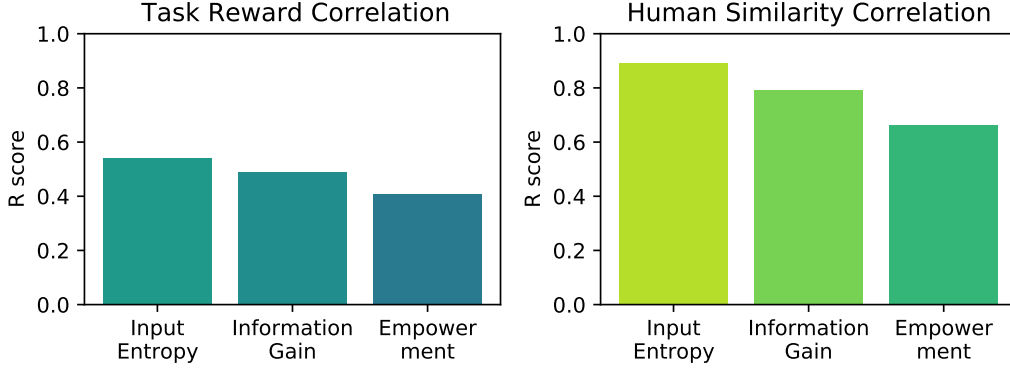 Task Reward Correlation
R score
1.0
0.8
0.6
0.4
0.2
0.0
Input
Entropy
Information
Gain
Empower
ment
Human Similarity Correlation
R score
1.0
0.8
0.6
0.4
0.2
0.0
Input
Entropy
Information
Gain
Empower
ment